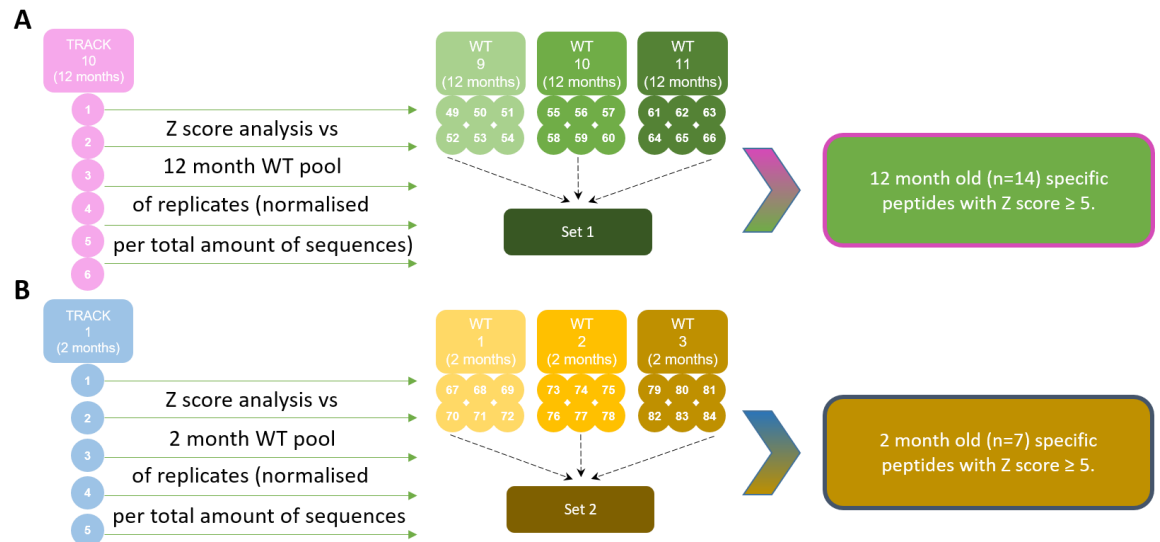 A
TRACK
10
(12 months)
1
2
3
4
5
6
Z score analysis vs
12 month WT pool
of replicates (normalised
per total amount of sequences)
WT
9
(12 months)
49 50 51
52 53 54
WT
10
(12 months)
55 56 57
58 59 60
WT
11
(12 months)
61 62 63
64 65 66
Set 1
12 month old (n=14) specific
peptides with Z score ≥ 5.
B
TRACK
1
(2 months)
1
2
3
4
5
Z score analysis vs
2 month WT pool
of replicates (normalised
per total amount of sequences
WT
1
(2 months)
67 68 69
70 71 72
WT
2
(2 months)
73 74 75
76 77 78
WT
3
(2 months)
79 80 81
82 83 84
Set 2
2 month old (n=7) specific
peptides with Z score ≥ 5.